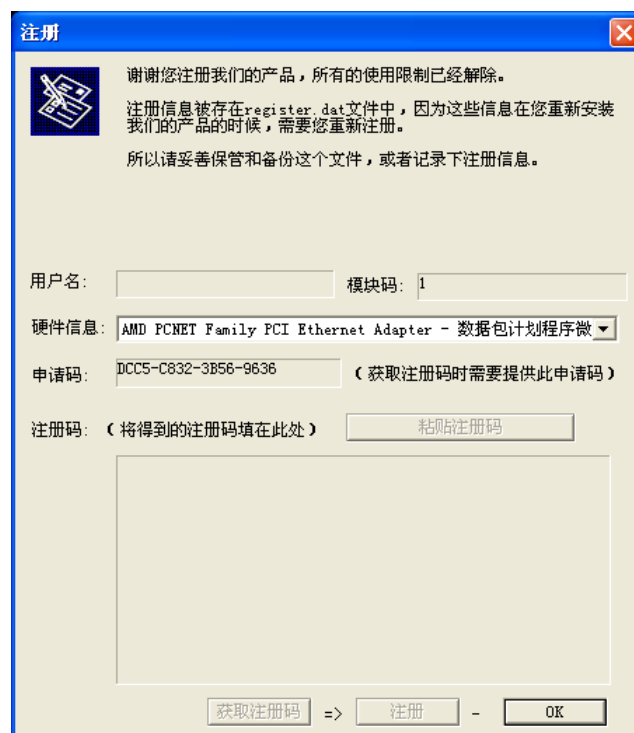 注册
谢谢您注册我们的产品，所有的使用限制已经解除。
注册信息被存在register.dat文件中，因为这些信息在您重新安装
我们的产品的时候，需要您重新注册。
所以请妥善保管和备份这个文件，或者记录下注册信息。
用户名： 模块码： 1
硬件信息： AMD PCNET Family PCI Ethernet Adapter - 数据包计划程序微
申请码： DCC5-C832-3B56-9636 （获取注册码时需要提供此申请码）
注册码： （将得到的注册码填在此处） 粘贴注册码
获取注册码 => 注册 - OK